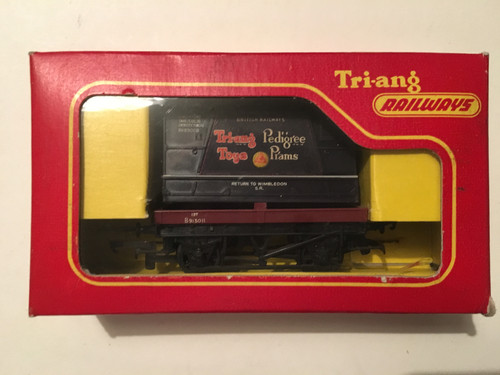 Tri-ang
RAILWAYS
BRITISH RAILWAYS
Tri-ang Pedigree
Toys Prams
RETURN TO WIMBLEDON
S.R.